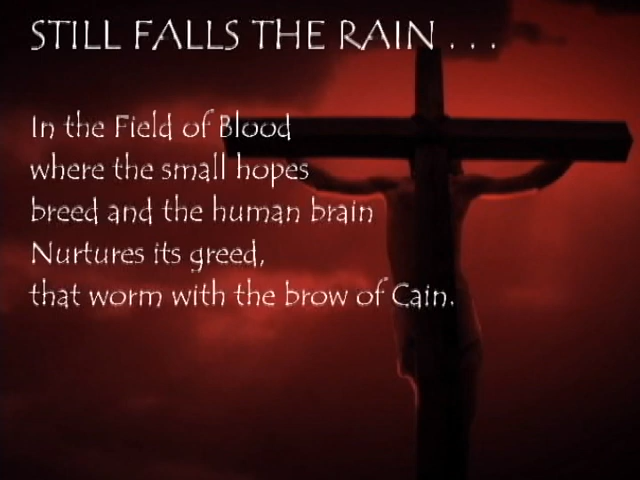 STILL FALLS THE RAIN . . .
In the Field of Blood
where the small hopes
breed and the human brain
Nurtures its greed,
that worm with the brow of Cain.